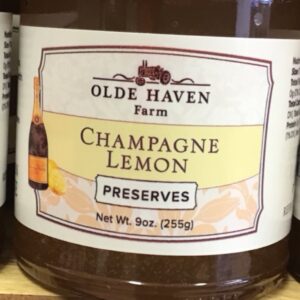 OLDE HAVEN
Farm
CHAMPAGNE
LEMON
PRESERVES
Net Wt. 9oz. (255g)